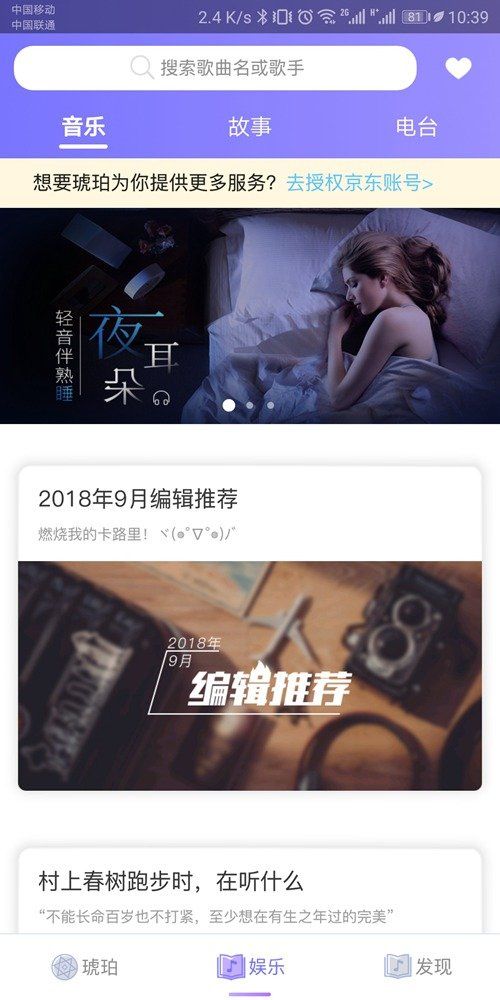 中国移动
中国联通
2.4 K/s 2G H+ 81 10:39
搜索歌曲名或歌手
音乐 故事 电台
想要琥珀为你提供更多服务？去授权京东账号>
轻音伴熟睡
夜耳朵
2018年9月编辑推荐
燃烧我的卡路里！ヾ(๑˚∇˚๑)ﾉﾞ
2018年
9月
编辑推荐
村上春树跑步时，在听什么
“不能长命百岁也不打紧，至少想在有生之年过的完美”
琥珀 娱乐 发现